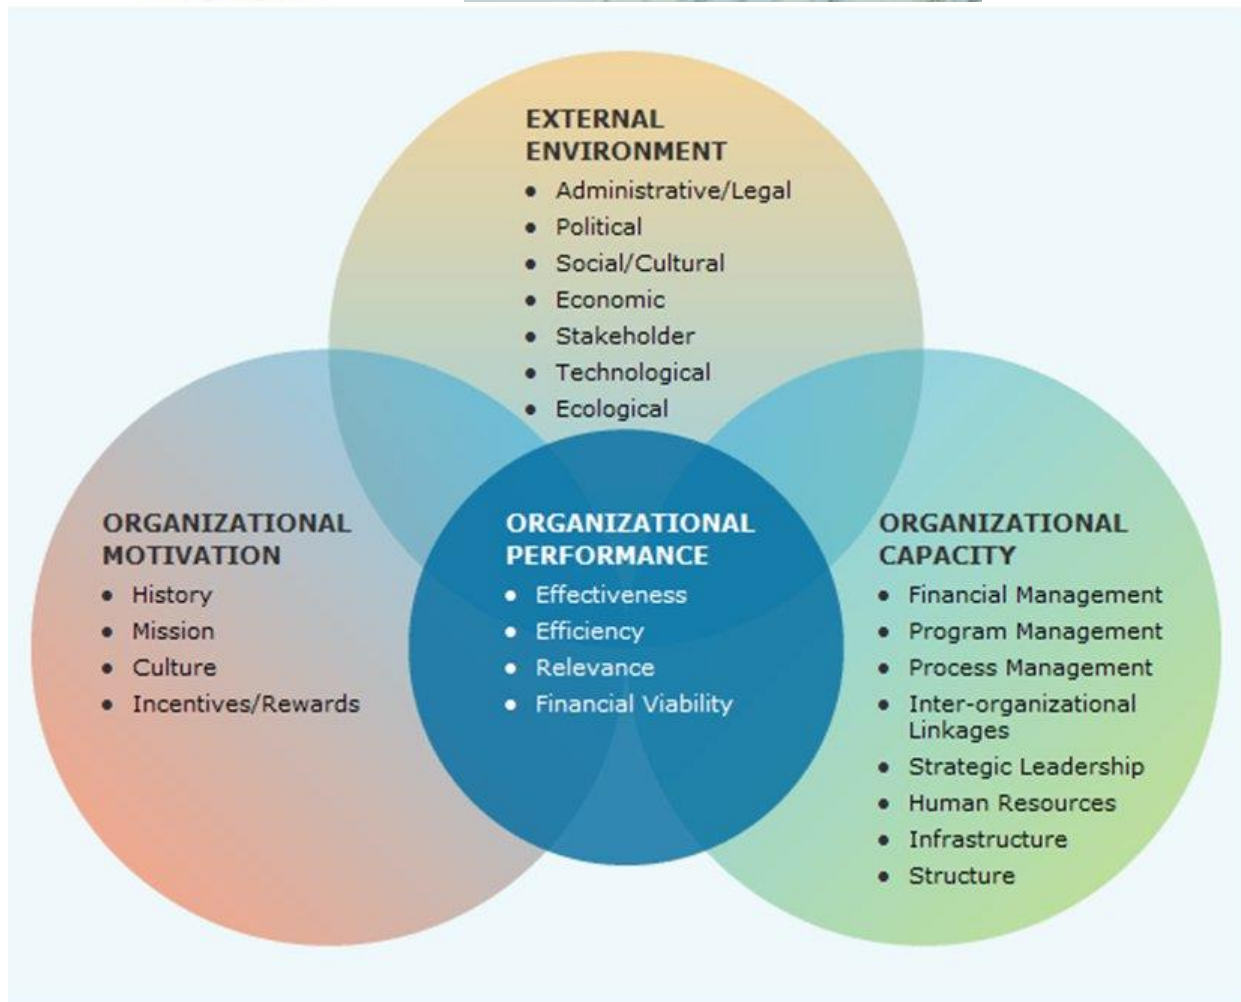 EXTERNAL
ENVIRONMENT
• Administrative/Legal
• Political
• Social/Cultural
• Economic
• Stakeholder
• Technological
• Ecological
ORGANIZATIONAL
MOTIVATION
• History
• Mission
• Culture
• Incentives/Rewards
ORGANIZATIONAL
PERFORMANCE
• Effectiveness
• Efficiency
• Relevance
• Financial Viability
ORGANIZATIONAL
CAPACITY
• Financial Management
• Program Management
• Process Management
• Inter-organizational
Linkages
• Strategic Leadership
• Human Resources
• Infrastructure
• Structure